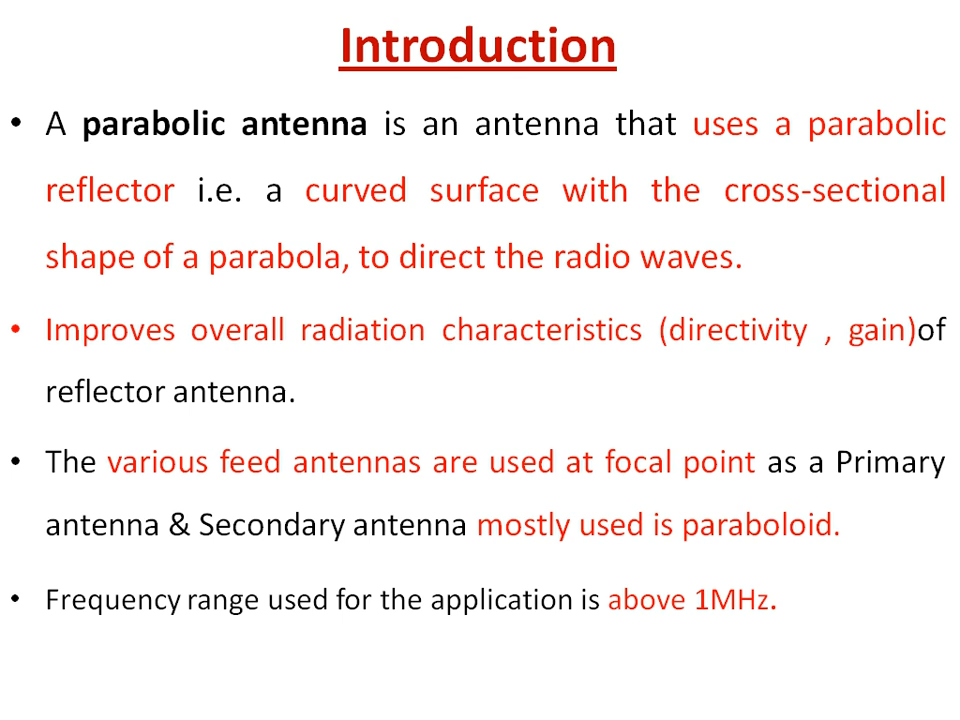 Introduction
• A parabolic antenna is an antenna that uses a parabolic
reflector i.e. a curved surface with the cross-sectional
shape of a parabola, to direct the radio waves.
• Improves overall radiation characteristics (directivity , gain)of
reflector antenna.
• The various feed antennas are used at focal point as a Primary
antenna & Secondary antenna mostly used is paraboloid.
• Frequency range used for the application is above 1MHz.